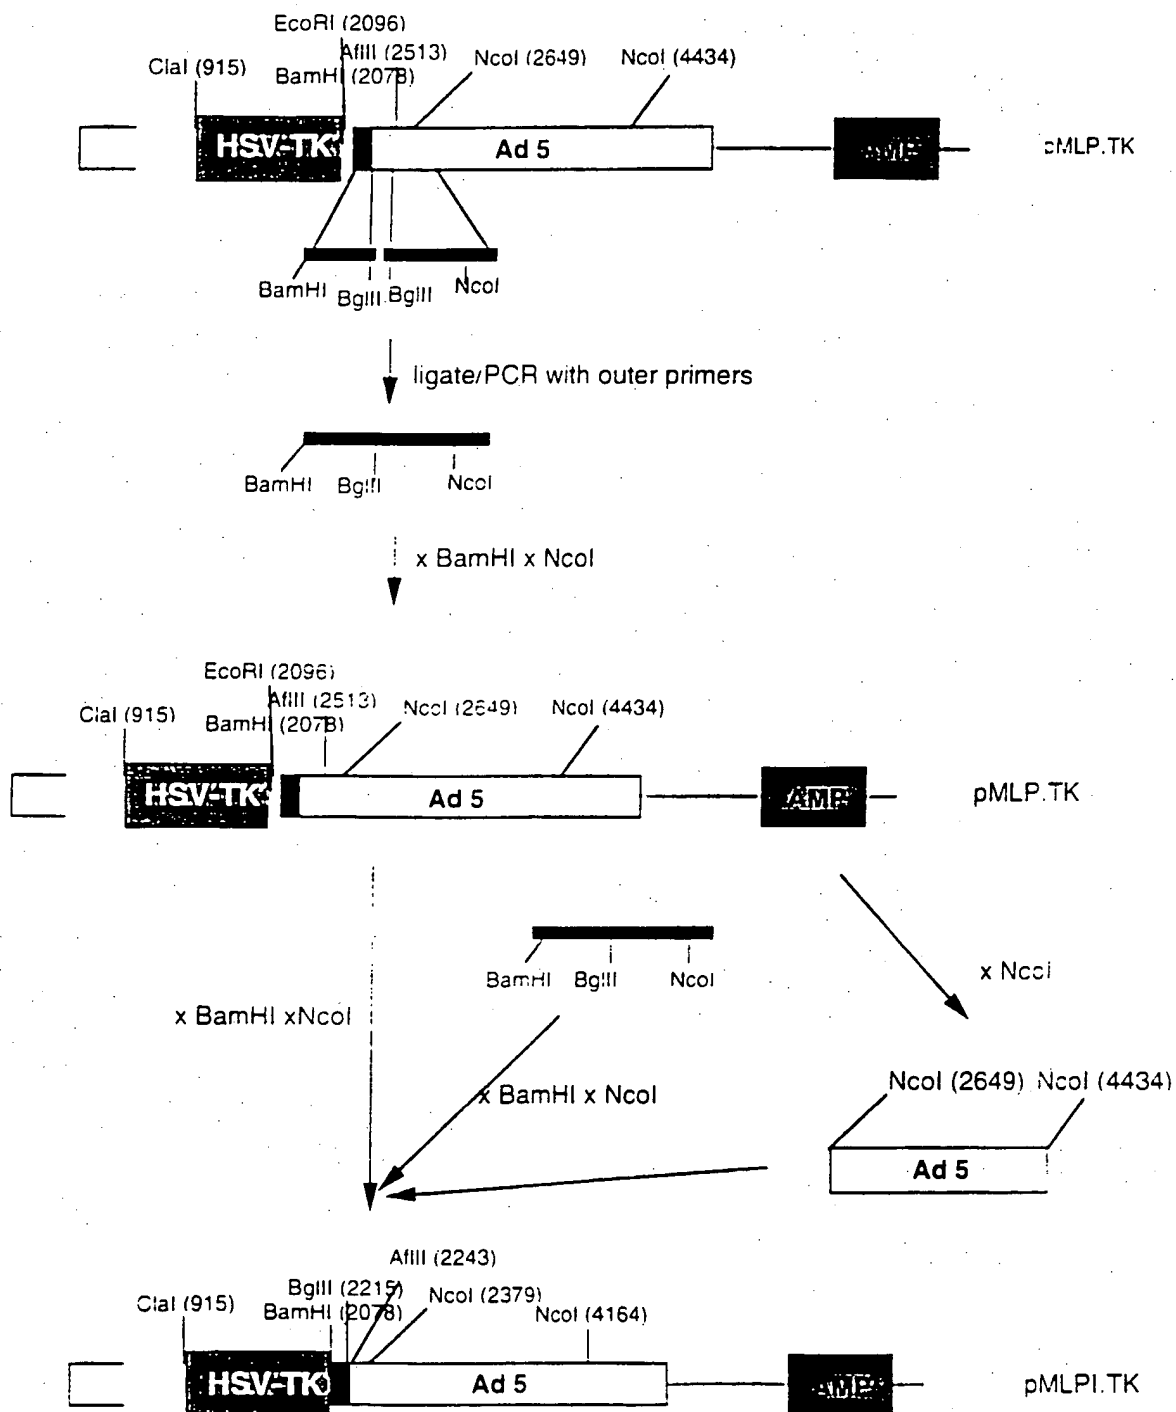 EcoRI (2096)
AflII (2513)
ClaI (915)
BamHI (2078)
NcoI (2649)
NcoI (4434)
HSV-TK
Ad 5
AMP
pMLP.TK
BamHI
BglII
BglII
NcoI
ligate/PCR with outer primers
BamHI
BglII
NcoI
x BamHI x NcoI
EcoRI (2096)
AflII (2513)
ClaI (915)
BamHI (2078)
NcoI (2649)
NcoI (4434)
HSV-TK
Ad 5
AMP
pMLP.TK
BamHI
BglII
NcoI
x NcoI
x BamHI xNcoI
x BamHI x NcoI
NcoI (2649)
NcoI (4434)
Ad 5
AflII (2243)
BglII (2215)
ClaI (915)
BamHI (2078)
NcoI (2379)
NcoI (4164)
HSV-TK
Ad 5
AMP
pMLPI.TK